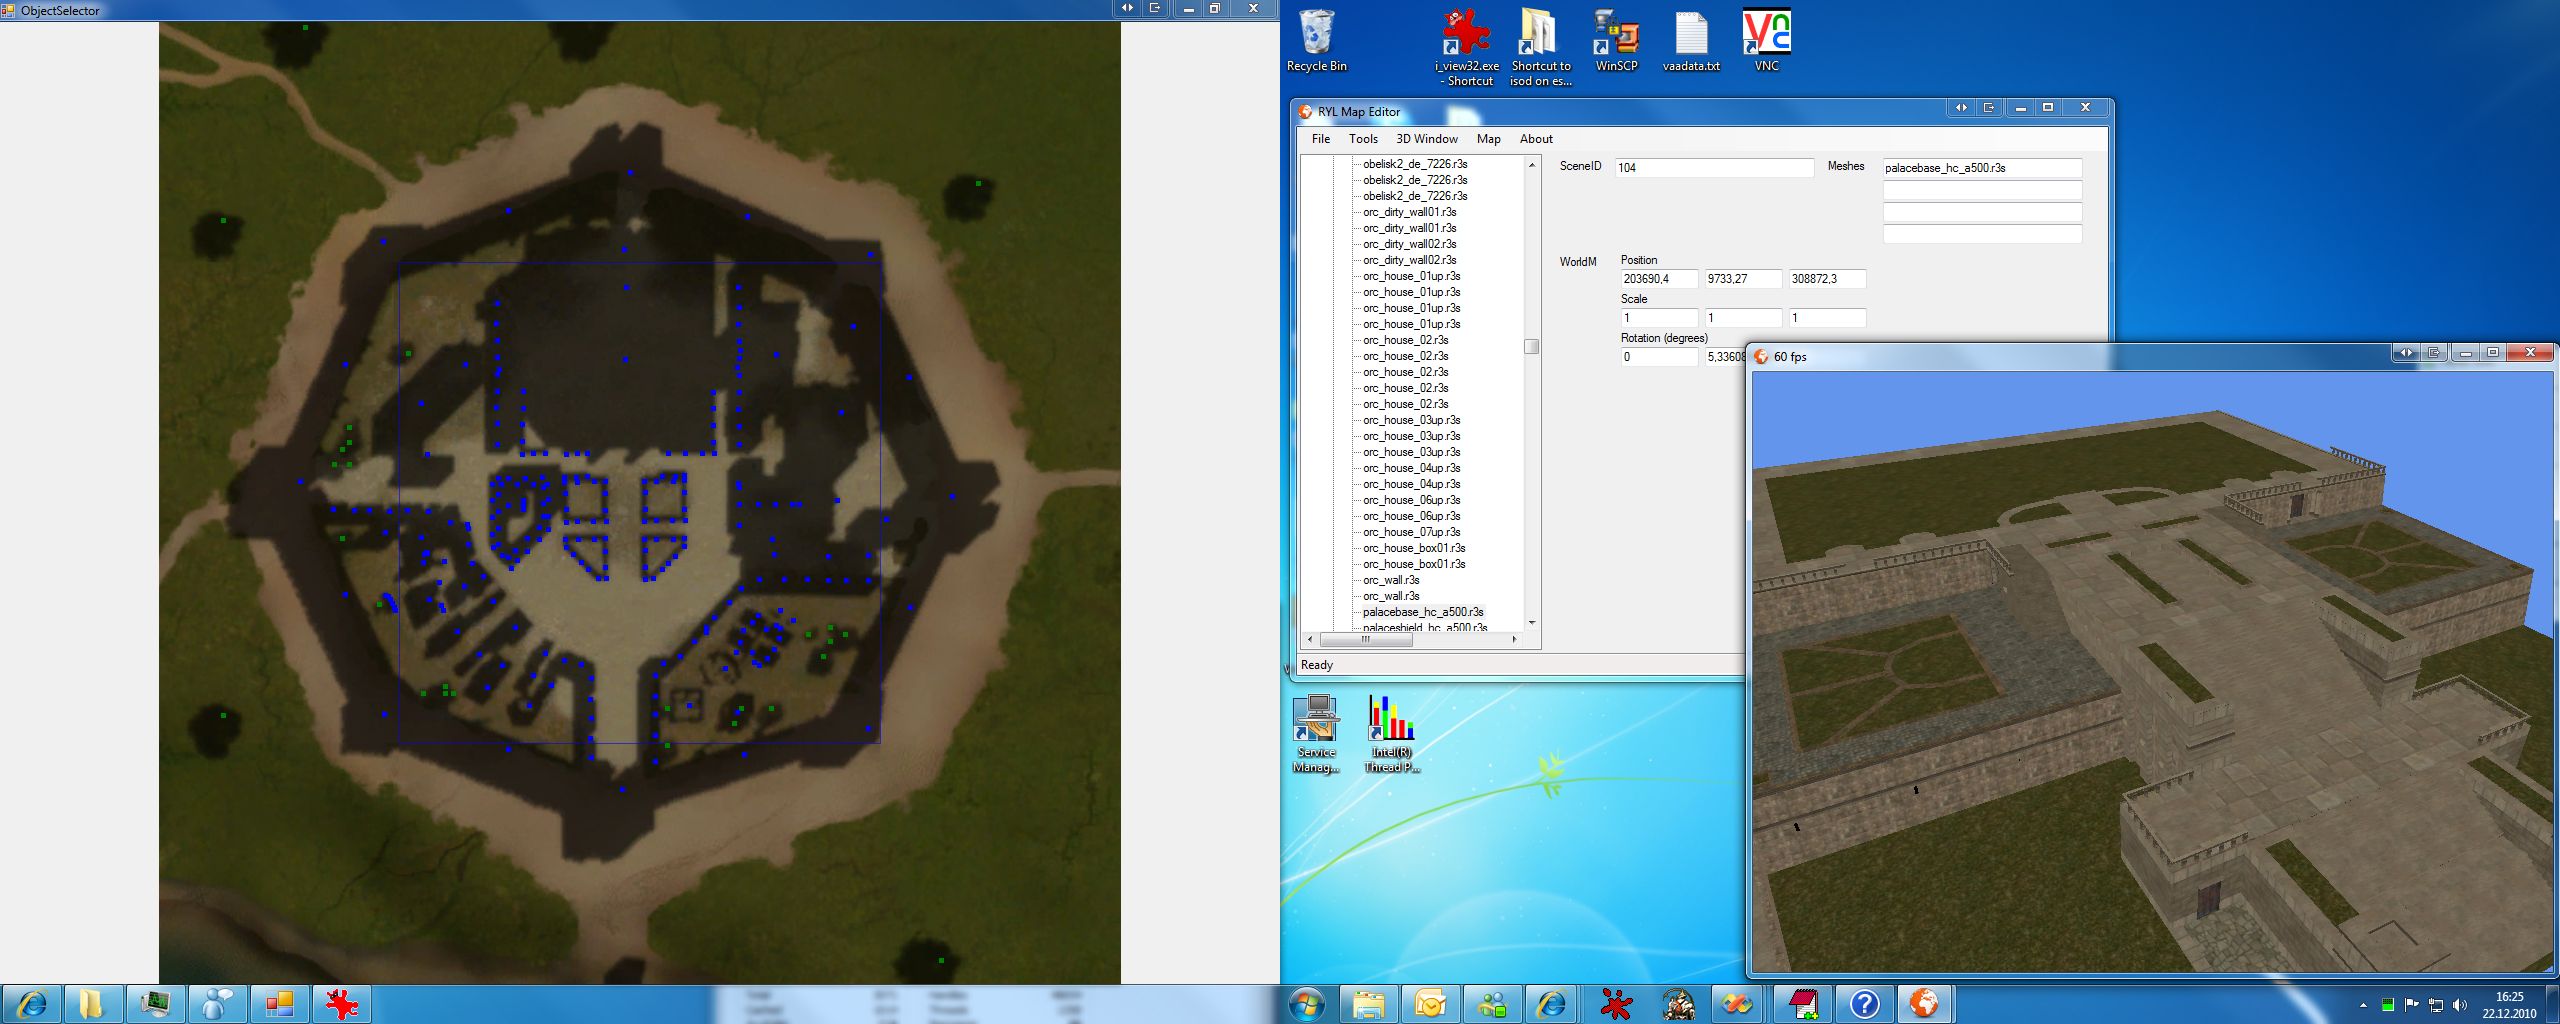 ObjectSelector
Recycle Bin
i_view32.exe
- Shortcut
Shortcut to
isod on es...
WinSCP
vaadata.txt
VNC
RYL Map Editor
File Tools 3D Window Map About
obelisk2_de_7226.r3s
obelisk2_de_7226.r3s
obelisk2_de_7226.r3s
orc_dirty_wall01.r3s
orc_dirty_wall01.r3s
orc_dirty_wall02.r3s
orc_dirty_wall02.r3s
orc_house_01up.r3s
orc_house_01up.r3s
orc_house_01up.r3s
orc_house_01up.r3s
orc_house_02.r3s
orc_house_02.r3s
orc_house_02.r3s
orc_house_02.r3s
orc_house_02.r3s
orc_house_03up.r3s
orc_house_03up.r3s
orc_house_03up.r3s
orc_house_04up.r3s
orc_house_04up.r3s
orc_house_06up.r3s
orc_house_06up.r3s
orc_house_07up.r3s
orc_house_box01.r3s
orc_house_box01.r3s
orc_wall.r3s
orc_wall.r3s
palacebase_hc_a500.r3s
palaceshield_hc_a500.r3s
SceneID 104 Meshes palacebase_hc_a500.r3s
WorldM Position
203690,4 9733,27 308872,3
Scale
1 1 1
Rotation (degrees)
0 5,33608
Ready
60 fps
Service
Manag...
Intel(R)
Thread P...
16:25
22.12.2010